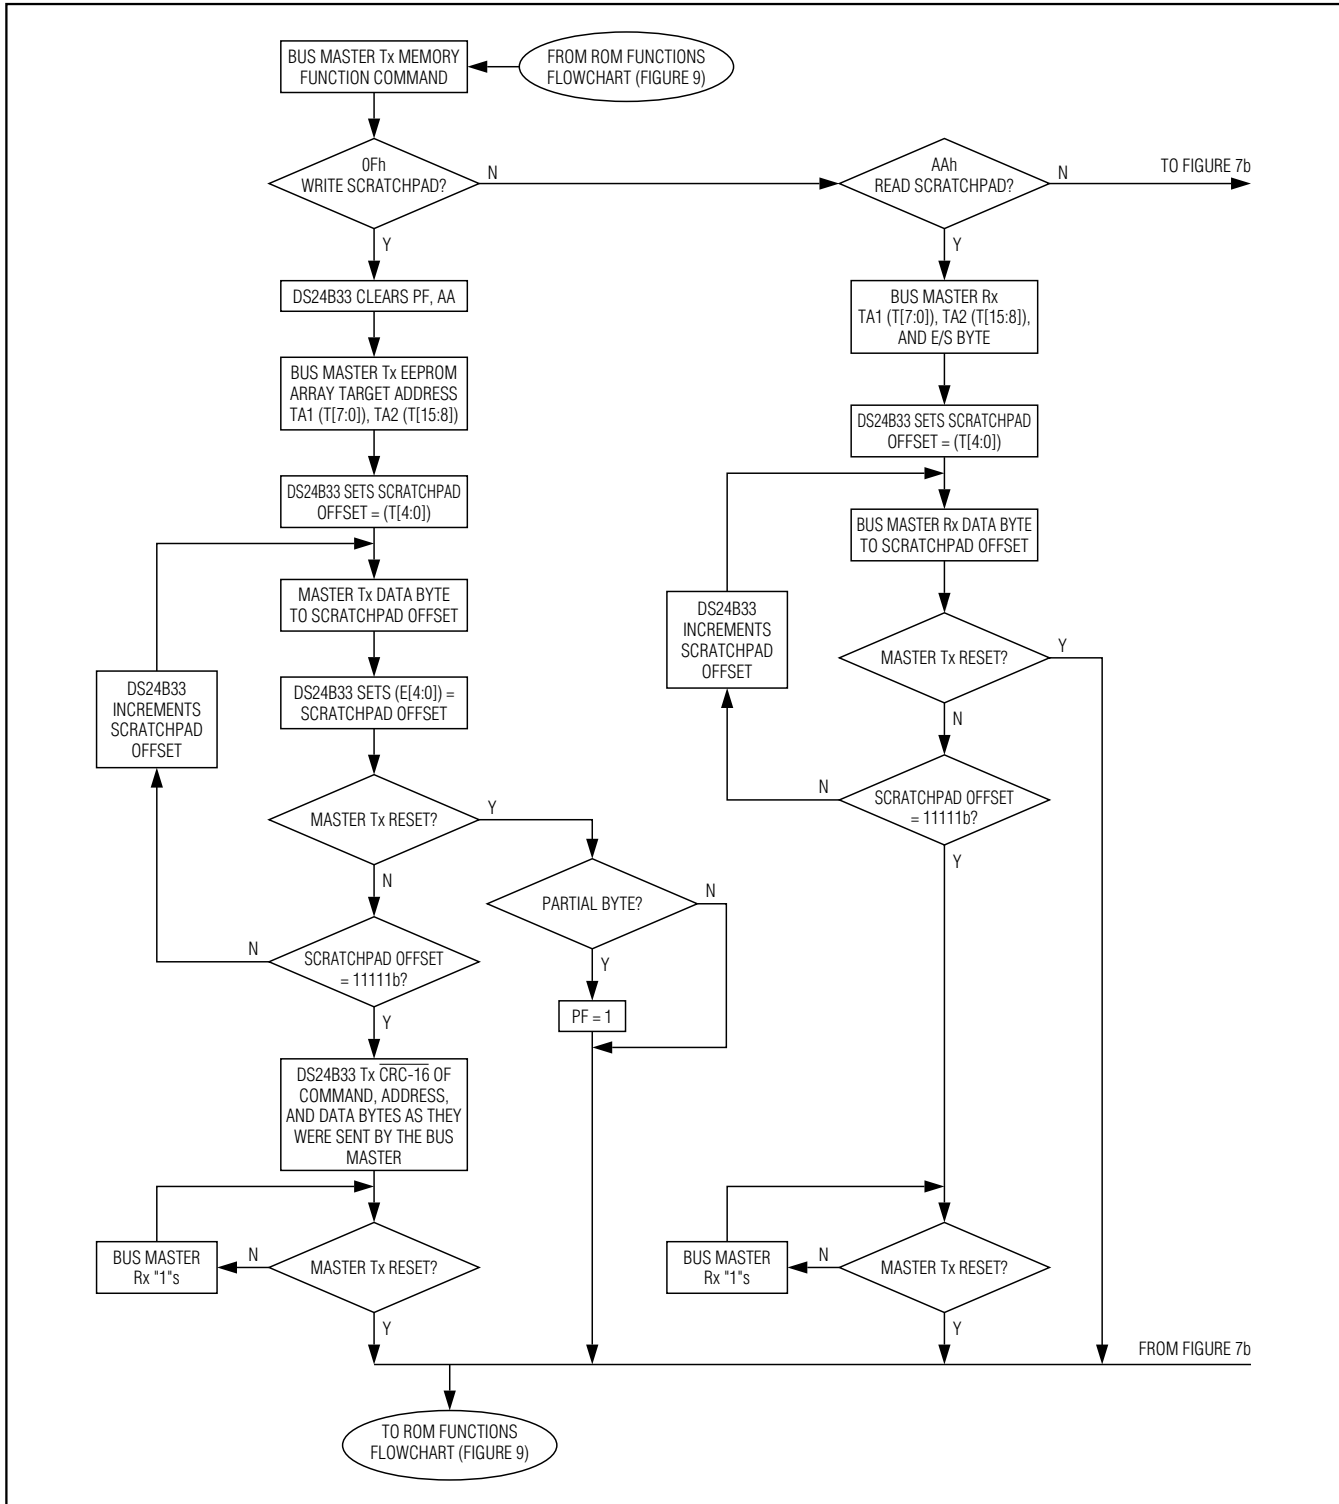 BUS MASTER Tx MEMORY
FUNCTION COMMAND
FROM ROM FUNCTIONS
FLOWCHART (FIGURE 9)
0Fh
WRITE SCRATCHPAD?
N
Y
AAh
READ SCRATCHPAD?
N
Y
TO FIGURE 7b
DS24B33 CLEARS PF, AA
BUS MASTER Tx EEPROM
ARRAY TARGET ADDRESS
TA1 (T[7:0]), TA2 (T[15:8])
DS24B33 SETS SCRATCHPAD
OFFSET = (T[4:0])
MASTER Tx DATA BYTE
TO SCRATCHPAD OFFSET
DS24B33 SETS (E[4:0]) =
SCRATCHPAD OFFSET
DS24B33
INCREMENTS
SCRATCHPAD
OFFSET
MASTER Tx RESET?
Y
N
PARTIAL BYTE?
N
Y
PF = 1
SCRATCHPAD OFFSET
= 11111b?
N
Y
DS24B33 Tx CRC-16 OF
COMMAND, ADDRESS,
AND DATA BYTES AS THEY
WERE SENT BY THE BUS
MASTER
BUS MASTER
Rx "1"s
N
MASTER Tx RESET?
Y
BUS MASTER Rx
TA1 (T[7:0]), TA2 (T[15:8]),
AND E/S BYTE
DS24B33 SETS SCRATCHPAD
OFFSET = (T[4:0])
BUS MASTER Rx DATA BYTE
TO SCRATCHPAD OFFSET
DS24B33
INCREMENTS
SCRATCHPAD
OFFSET
MASTER Tx RESET?
Y
N
SCRATCHPAD OFFSET
= 11111b?
N
Y
BUS MASTER
Rx "1"s
N
MASTER Tx RESET?
Y
FROM FIGURE 7b
TO ROM FUNCTIONS
FLOWCHART (FIGURE 9)